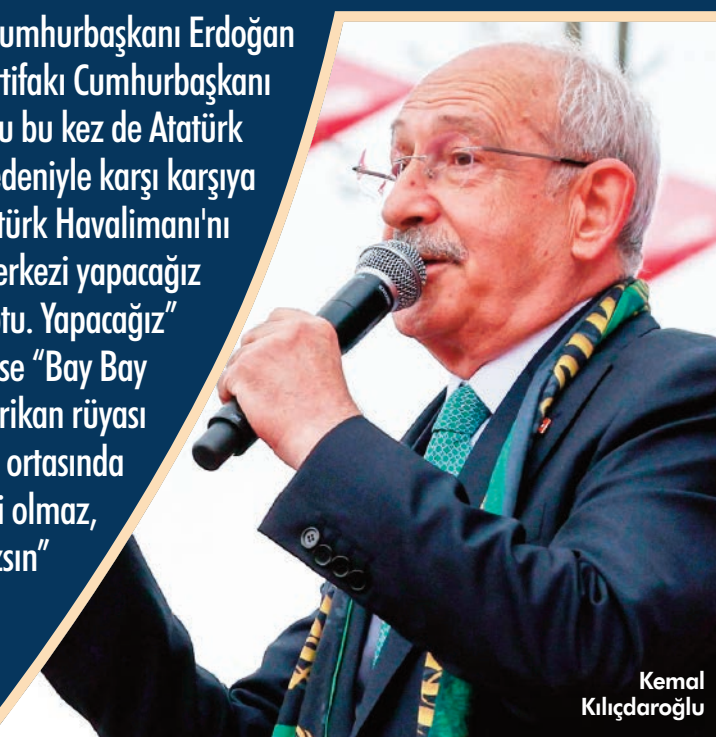 umhurbaşkanı Erdoğan
tifakı Cumhurbaşkanı
u bu kez de Atatürk
edeniyle karşı karşıya
türk Havalimanı'nı
erkezi yapacağız
tu. Yapacağız”
se “Bay Bay
rikan rüyası
ortasında
i olmaz,
zsın”
Kemal
Kılıçdaroğlu